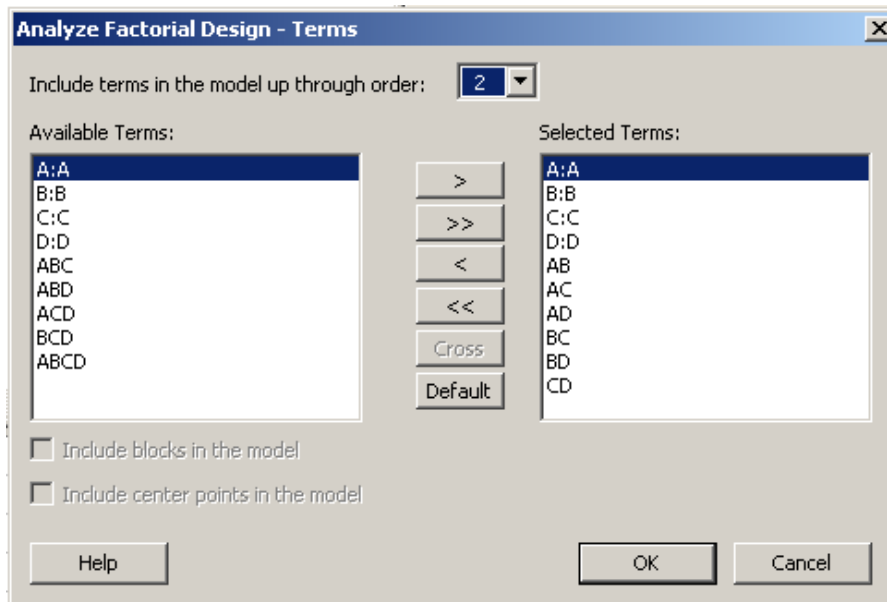 Analyze Factorial Design - Terms
Include terms in the model up through order: 2
Available Terms:
A:A
B:B
C:C
D:D
ABC
ABD
ACD
BCD
ABCD
>
>>
<
<<
Cross
Default
Selected Terms:
A:A
B:B
C:C
D:D
AB
AC
AD
BC
BD
CD
Include blocks in the model
Include center points in the model
Help
OK
Cancel